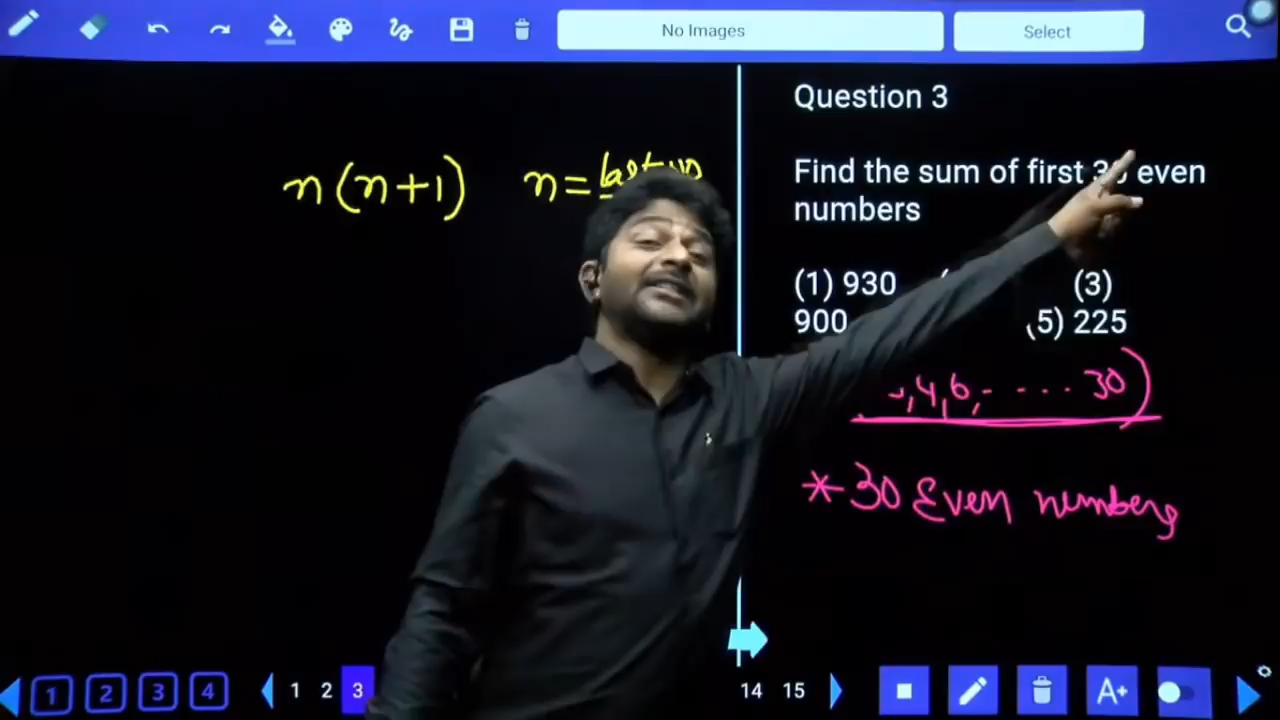 No Images
Select
n(n+1) n=
Question 3
Find the sum of first 30 even
numbers
(1) 930 (3)
900 5) 225
,4,6,- - ... 30)
*30 Even numbers
1 2 3 4 1 2 3 14 15 A+